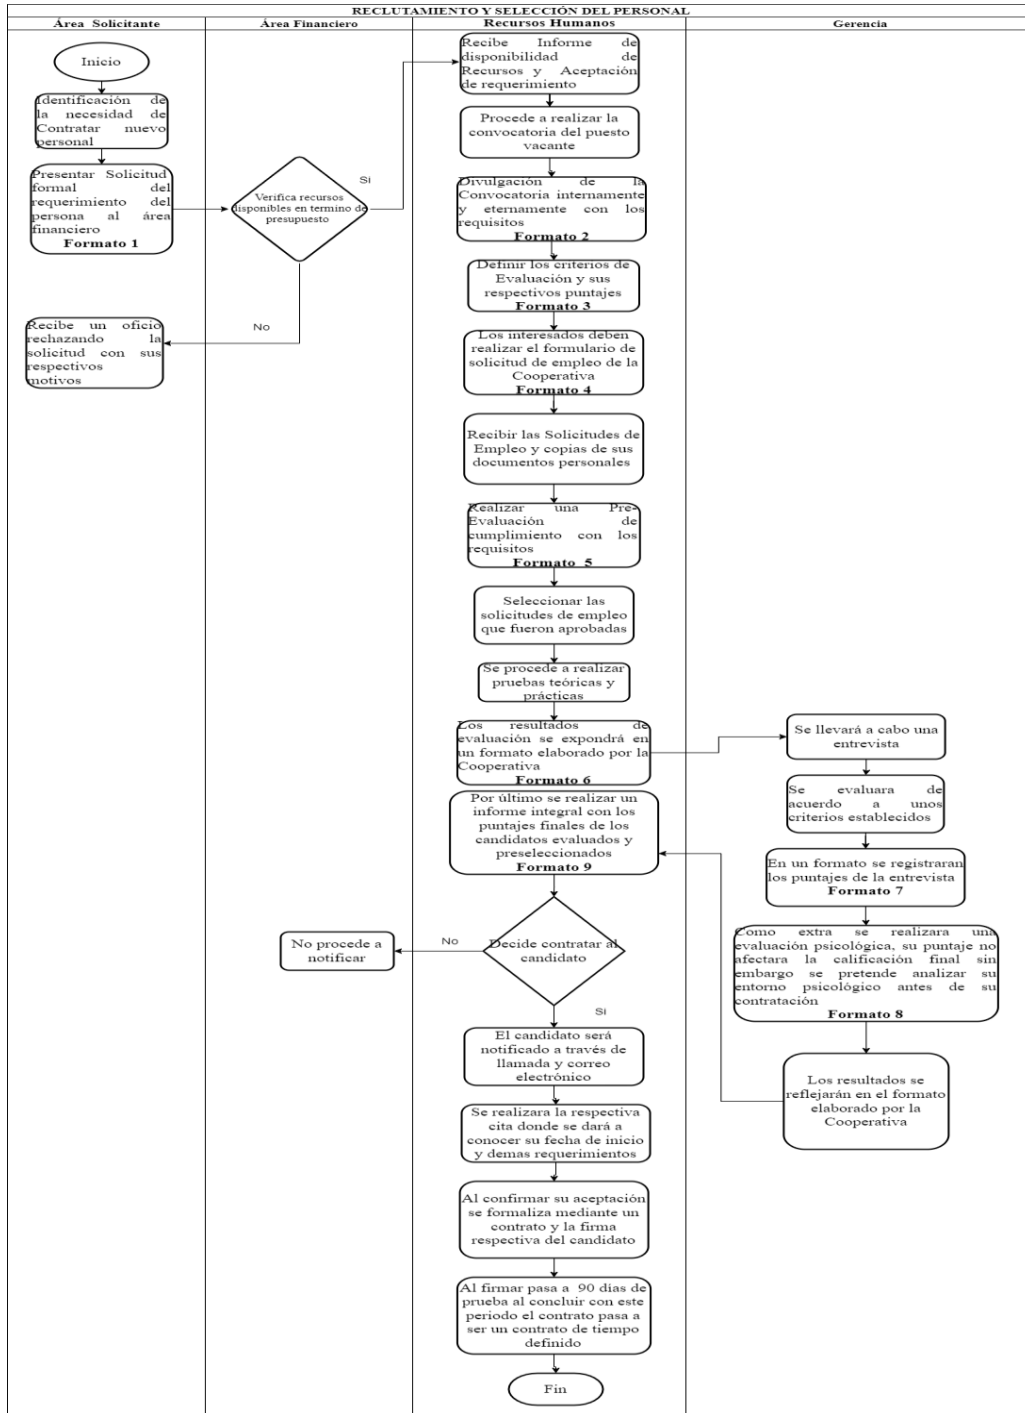 RECLUTAMIENTO Y SELECCIÓN DEL PERSONAL
Área Solicitante
Área Financiero
Recursos Humanos
Gerencia
Inicio
Identificación de
la necesidad de
Contratar nuevo
personal
Presentar Solicitud
formal del
requerimiento del
persona al área
financiero
Formato 1
Verifica recursos
disponibles en termino de
presupuesto
Si
No
Recibe un oficio
rechazando la
solicitud con sus
respectivos
motivos
Recibe Informe de
disponibilidad de
Recursos y Aceptación
de requerimiento
Procede a realizar la
convocatoria del puesto
vacante
Divulgación de la
Convocatoria internamente
y eternamente con los
requisitos
Formato 2
Definir los criterios de
Evaluación y sus
respectivos puntajes
Formato 3
Los interesados deben
realizar el formulario de
solicitud de empleo de la
Cooperativa
Formato 4
Recibir las Solicitudes de
Empleo y copias de sus
documentos personales
Realizar una Pre-
Evaluación de
cumplimiento con los
requisitos
Formato 5
Seleccionar las
solicitudes de empleo
que fueron aprobadas
Se procede a realizar
pruebas teóricas y
prácticas
Los resultados de
evaluación se expondrá en
un formato elaborado por la
Cooperativa
Formato 6
Se llevará a cabo una
entrevista
Se evaluara de
acuerdo a unos
criterios establecidos
En un formato se registraran
los puntajes de la entrevista
Formato 7
Como extra se realizara una
evaluación psicológica, su puntaje no
afectara la calificación final sin
embargo se pretende analizar su
entorno psicológico antes de su
contratación
Formato 8
Los resultados se
reflejarán en el formato
elaborado por la
Cooperativa
Por último se realizar un
informe integral con los
puntajes finales de los
candidatos evaluados y
preseleccionados
Formato 9
Decide contratar al
candidato
No
No procede a
notificar
Si
El candidato será
notificado a través de
llamada y correo
electrónico
Se realizara la respectiva
cita donde se dará a
conocer su fecha de inicio
y demas requerimientos
Al confirmar su aceptación
se formaliza mediante un
contrato y la firma
respectiva del candidato
Al firmar pasa a 90 días de
prueba al concluir con este
periodo el contrato pasa a
ser un contrato de tiempo
definido
Fin